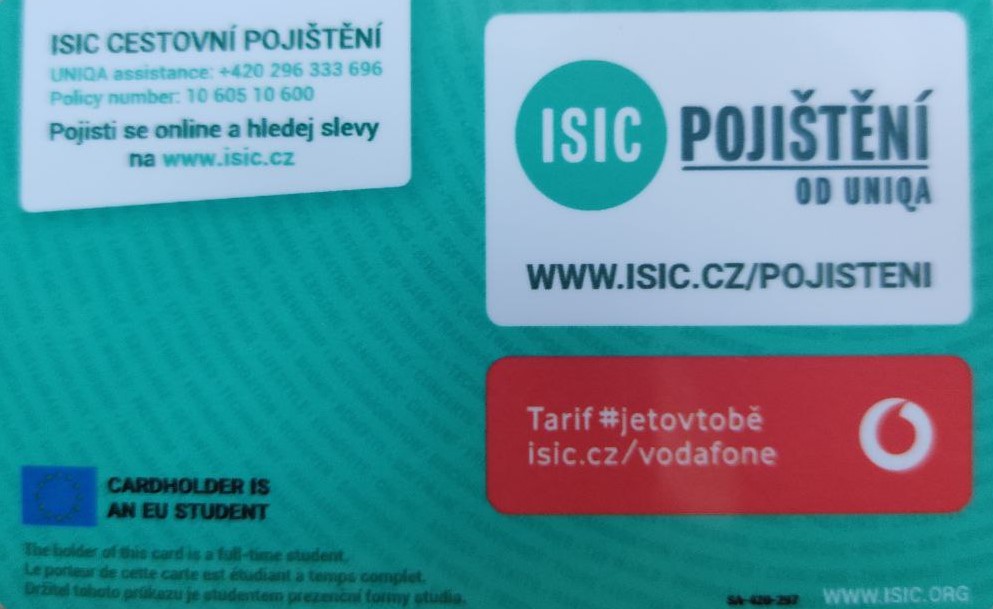 ISIC CESTOVNÍ POJIŠTĚNÍ
UNIQA assistance: +420 296 333 696
Policy number: 10 605 10 600
Pojisti se online a hledej slevy
na www.isic.cz
ISIC POJIŠTĚNÍ
OD UNIQA
WWW.ISIC.CZ/POJISTENI
Tarif #jetovtobě
isic.cz/vodafone
CARDHOLDER IS
AN EU STUDENT
The holder of this card is a full-time student.
Le porteur de cette carte est étudiant a temps complet.
Držitel tohoto průkazu je studentem prezenční formy studia.
SA-420-297
WWW.ISIC.ORG